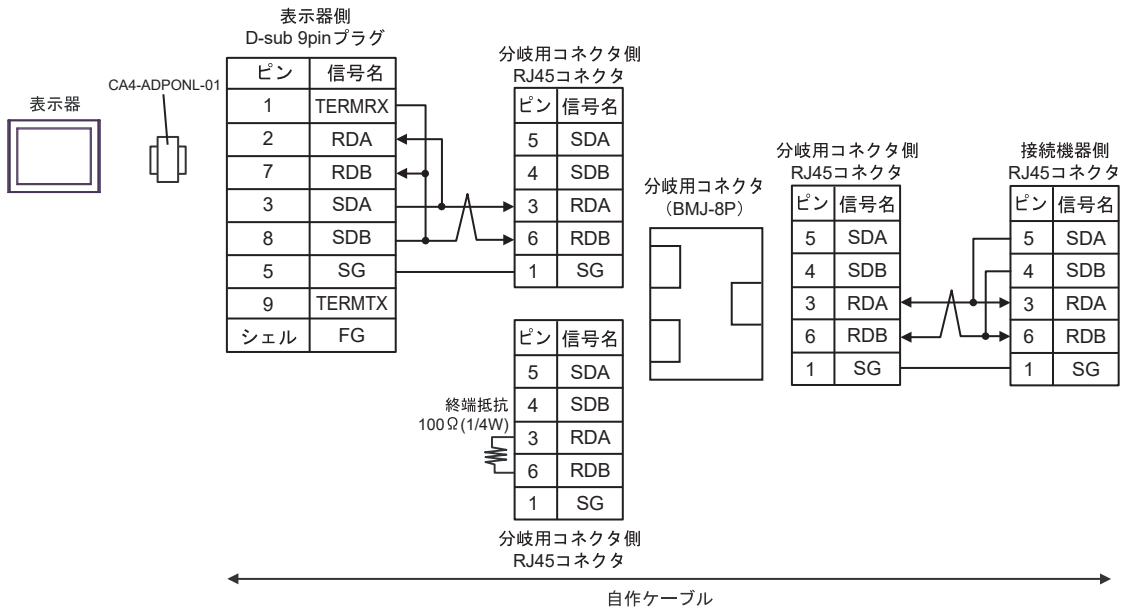 表示器側
D-sub 9pinプラグ
ピン 信号名
1 TERMRX
2 RDA
7 RDB
3 SDA
8 SDB
5 SG
9 TERMTX
シェル FG
CA4-ADPONL-01
表示器
分岐用コネクタ側
RJ45コネクタ
ピン 信号名
5 SDA
4 SDB
3 RDA
6 RDB
1 SG
ピン 信号名
5 SDA
4 SDB
3 RDA
6 RDB
1 SG
分岐用コネクタ側
RJ45コネクタ
終端抵抗
100Ω(1/4W)
分岐用コネクタ
（BMJ-8P）
分岐用コネクタ側
RJ45コネクタ
ピン 信号名
5 SDA
4 SDB
3 RDA
6 RDB
1 SG
接続機器側
RJ45コネクタ
ピン 信号名
5 SDA
4 SDB
3 RDA
6 RDB
1 SG
自作ケーブル